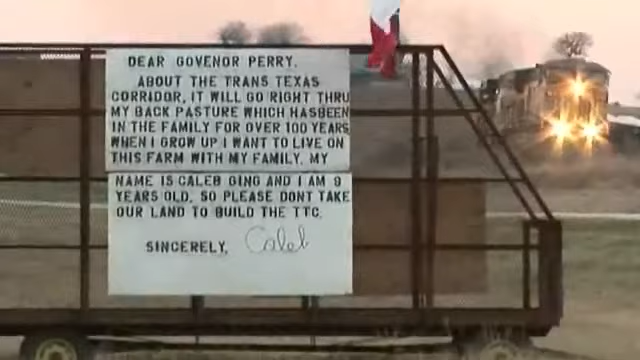 DEAR GOVENOR PERRY.
ABOUT THE TRANS TEXAS
CORRIDOR, IT WILL GO RIGHT THRU
MY BACK PASTURE WHICH HASBEEN
IN THE FAMILY FOR OVER 100 YEARS
WHEN I GROW UP I WANT TO LIVE ON
THIS FARM WITH MY FAMILY. MY
NAME IS CALEB GING AND I AM 9
YEARS OLD. SO PLEASE DONT TAKE
OUR LAND TO BUILD THE TTC.
SINCERELY, Caleb